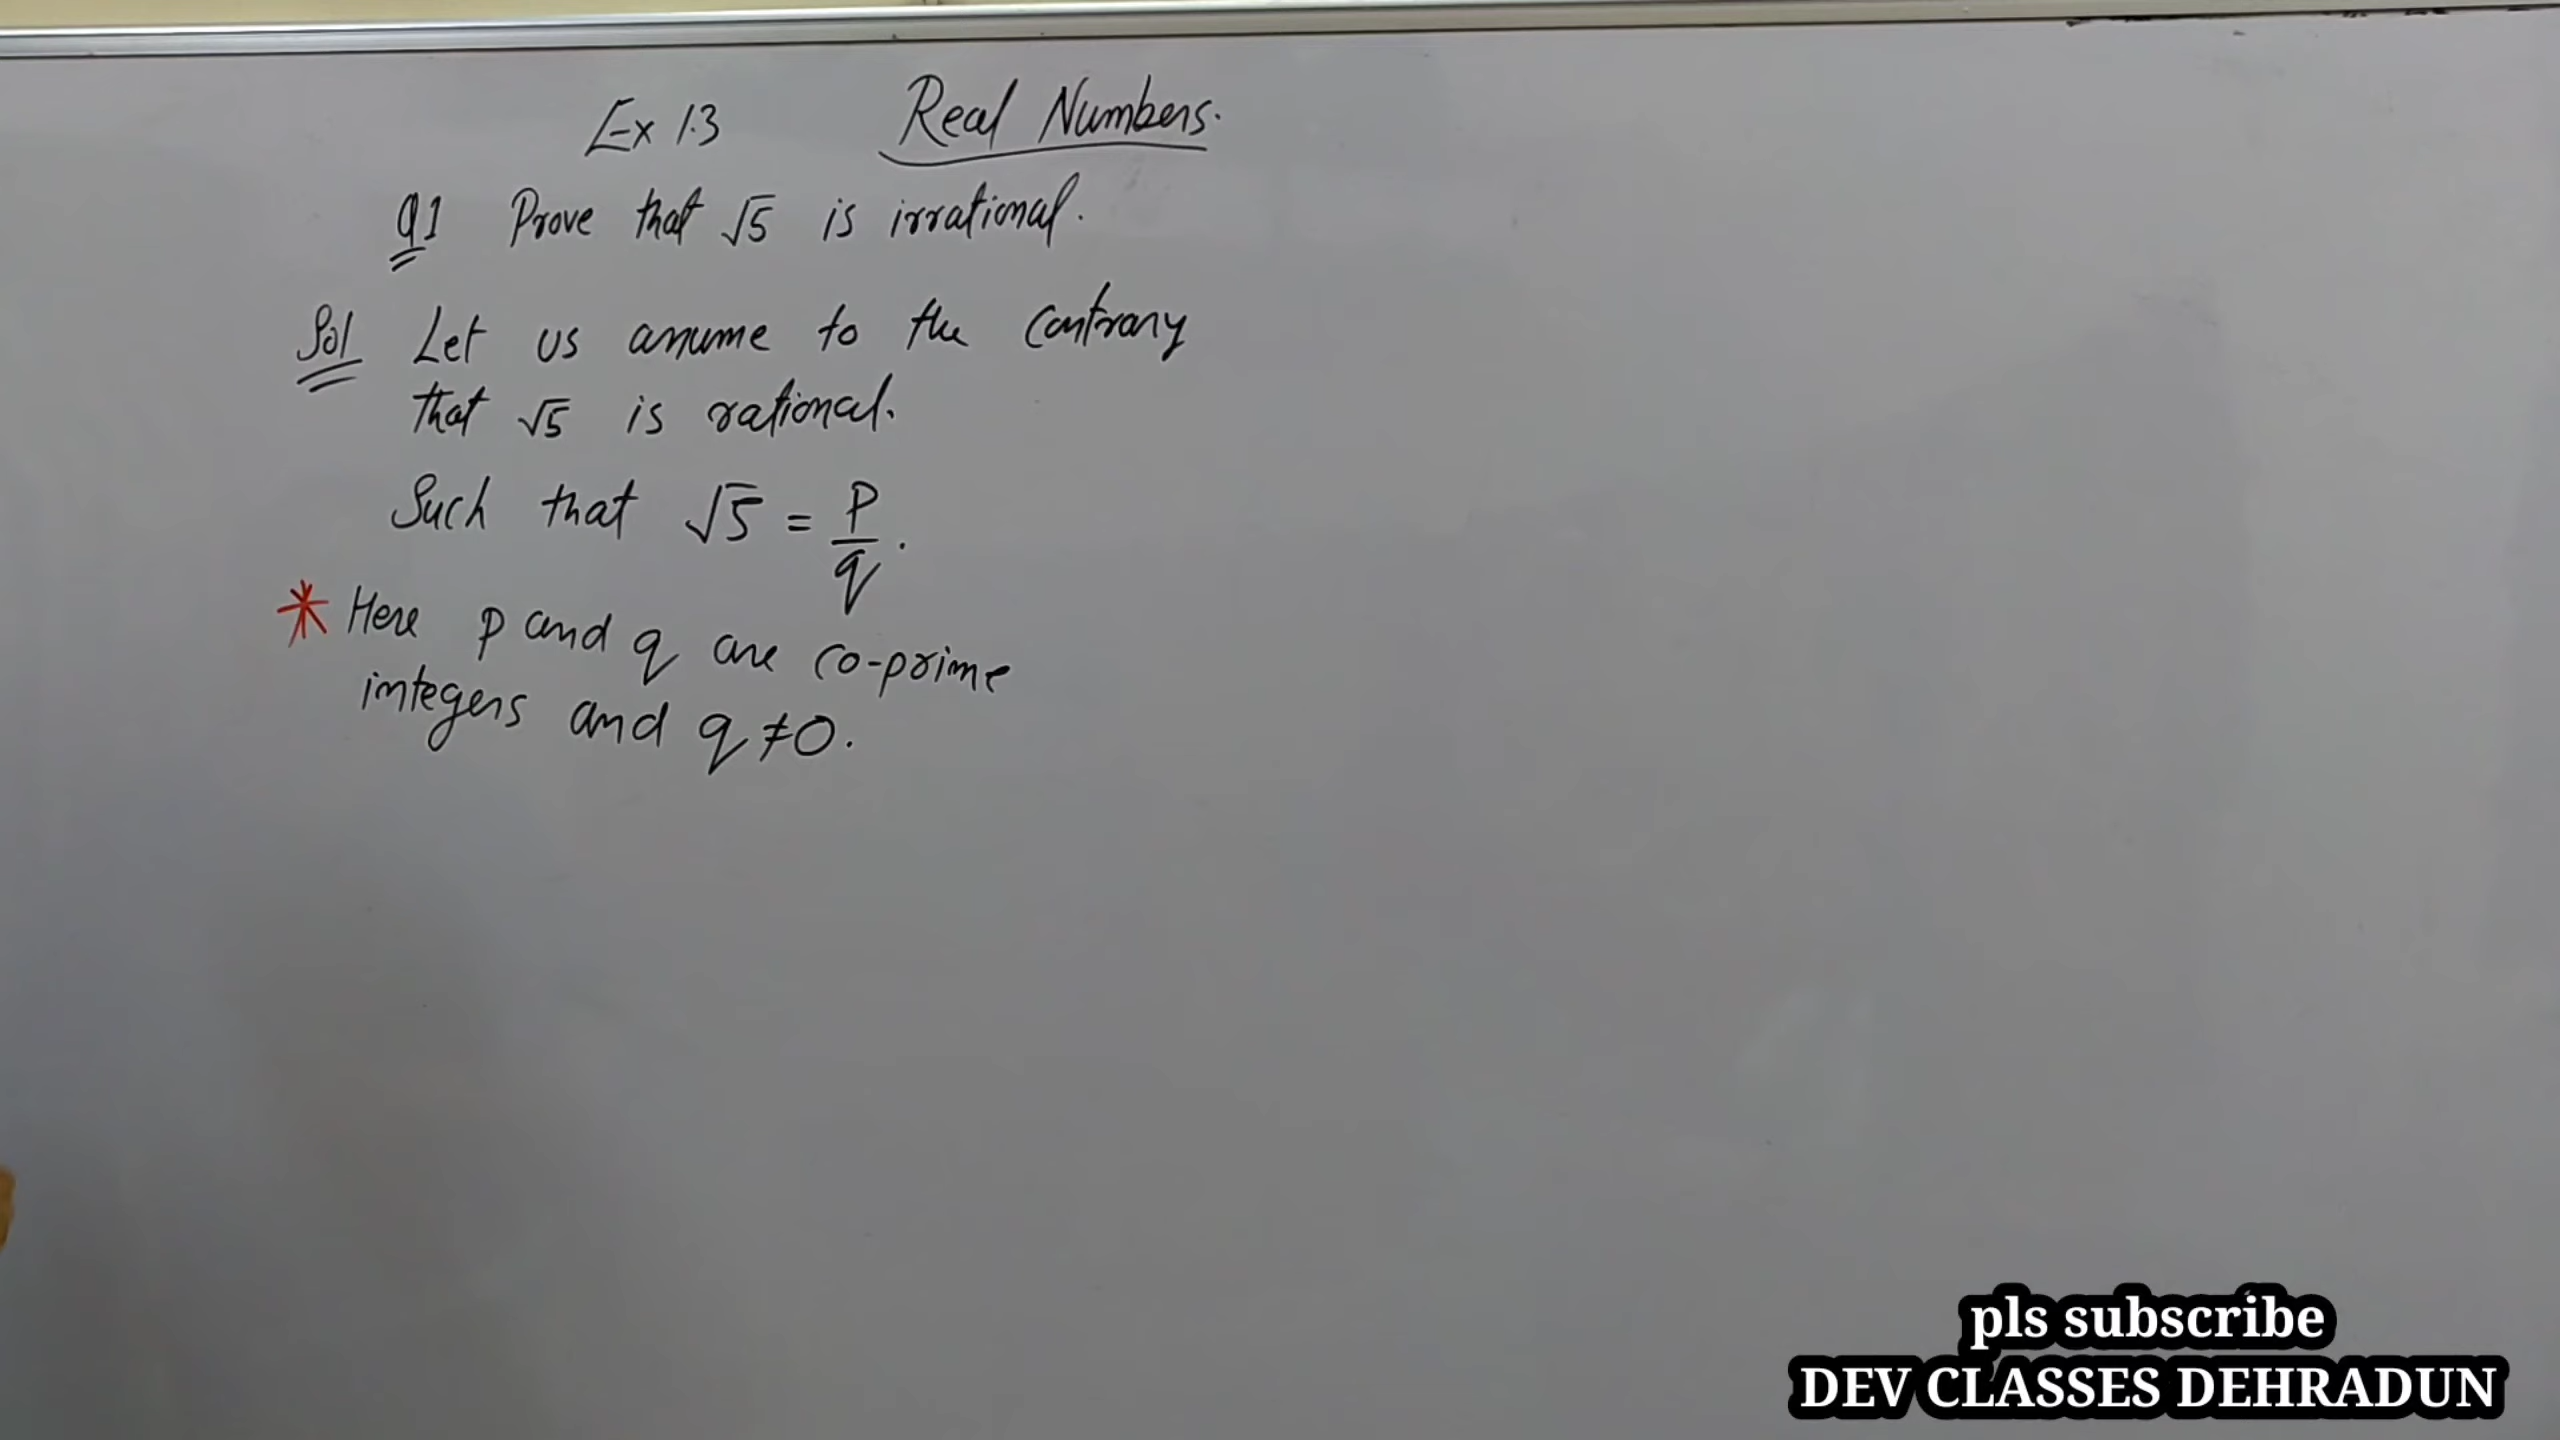 Ex 1.3 Real Numbers.
Q1 Prove that √5 is irrational.
Sol Let us assume to the contrary
that √5 is rational.
Such that √5 = p/q.
* Here p and q are co-prime
integers and q ≠ 0.
pls subscribe
DEV CLASSES DEHRADUN